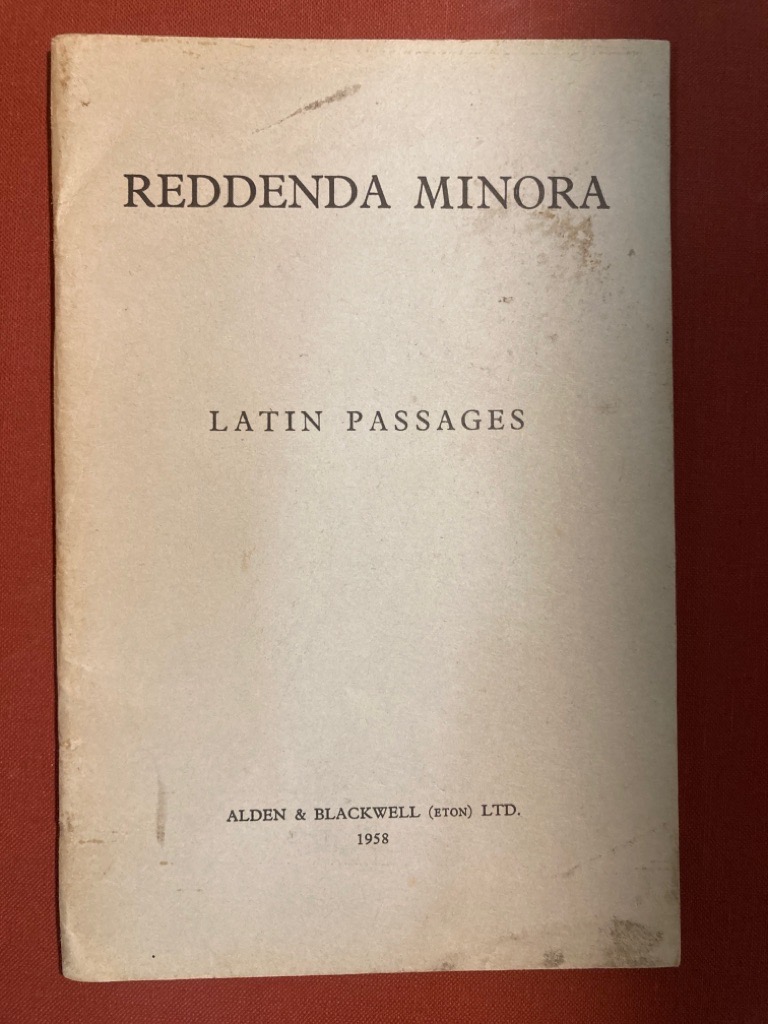 REDDENDA MINORA
LATIN PASSAGES
ALDEN & BLACKWELL (ETON) LTD.
1958